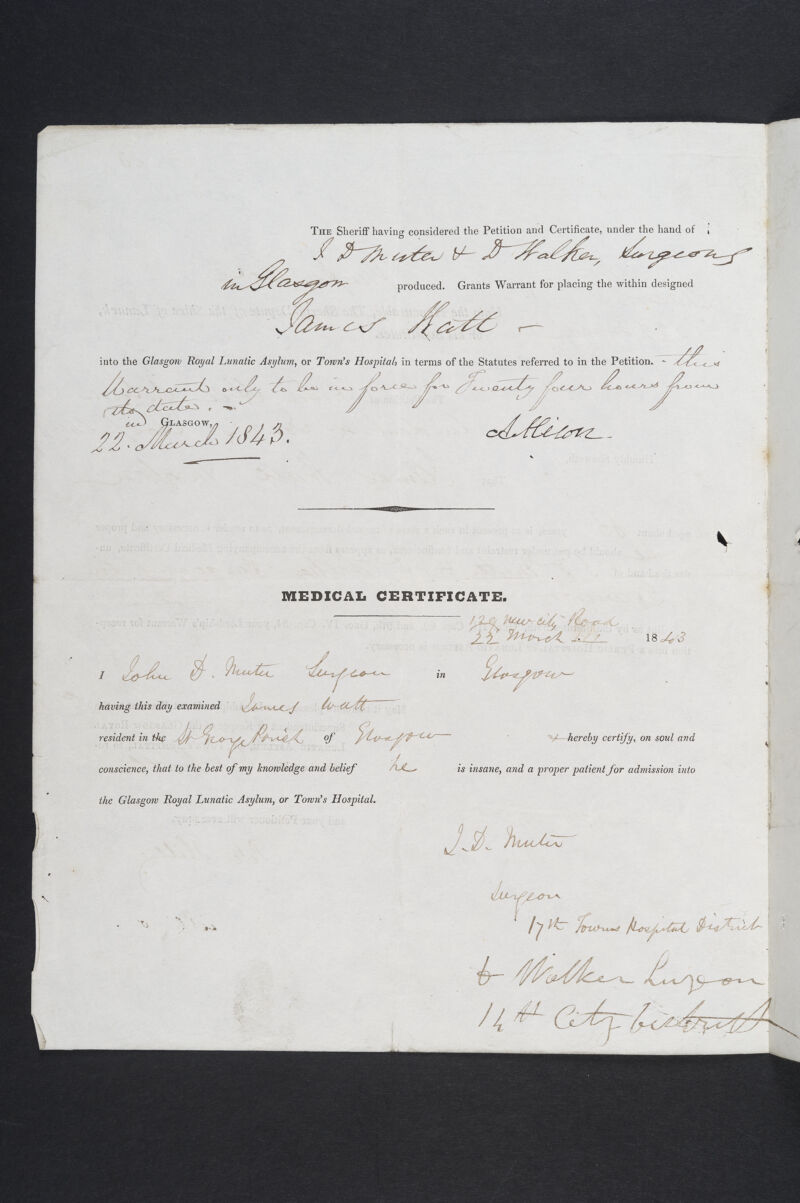 THE Sheriff having considered the Petition and Certificate, under the hand of
J D Muter & D Walker, Surgeons
in Glasgow produced. Grants Warrant for placing the within designed
James Watt —
into the Glasgow Royal Lunatic Asylum, or Town's Hospital, in terms of the Statutes referred to in the Petition. - this
Warrant only to be in force for Twenty four hours from
its date. -
GLASGOW,
22. March 1843. A Alison
MEDICAL CERTIFICATE.
129 New City Road
22 March 1843
I John D. Muter Surgeon in Glasgow
having this day examined James Watt
resident in the St George Parish of Glasgow hereby certify, on soul and
conscience, that to the best of my knowledge and belief he is insane, and a proper patient for admission into
the Glasgow Royal Lunatic Asylum, or Town's Hospital.
J. D. Muter
Surgeon
17th Towns Hospital District
D Walker Surgeon
14th City District